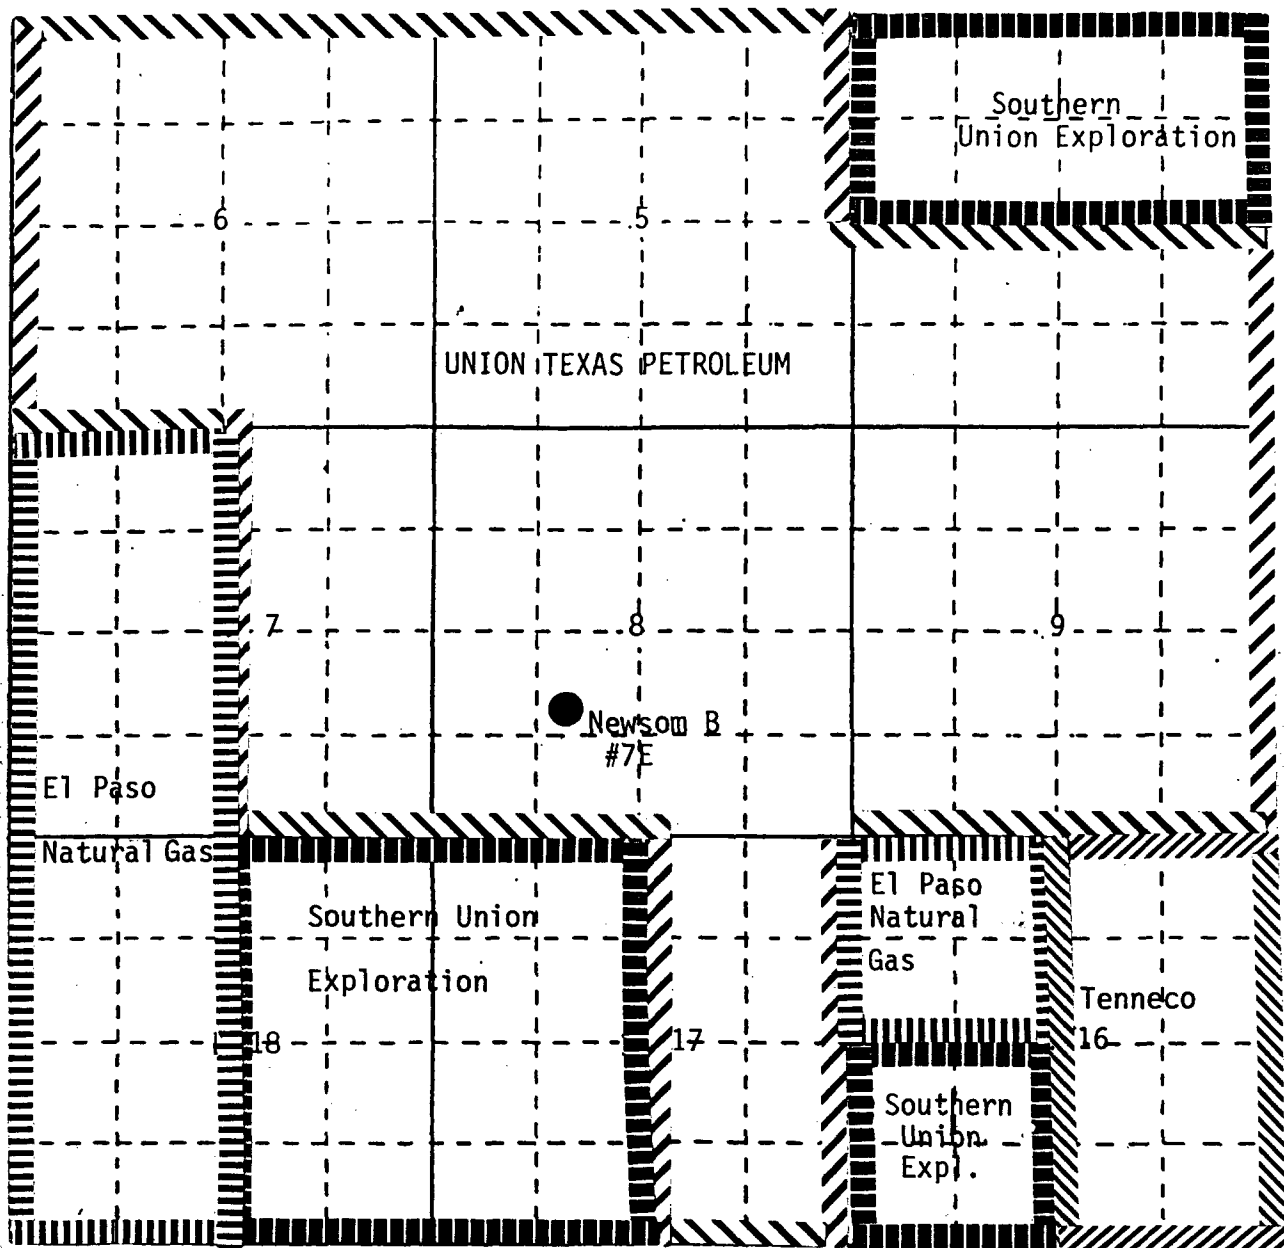 Southern
Union Exploration
6
5
UNION TEXAS PETROLEUM
7
8
9
Newsom B
#7E
El Paso
Natural Gas
El Paso
Natural
Gas
Southern Union
Exploration
Tenneco
18
17
16
Southern
Union
Expl.